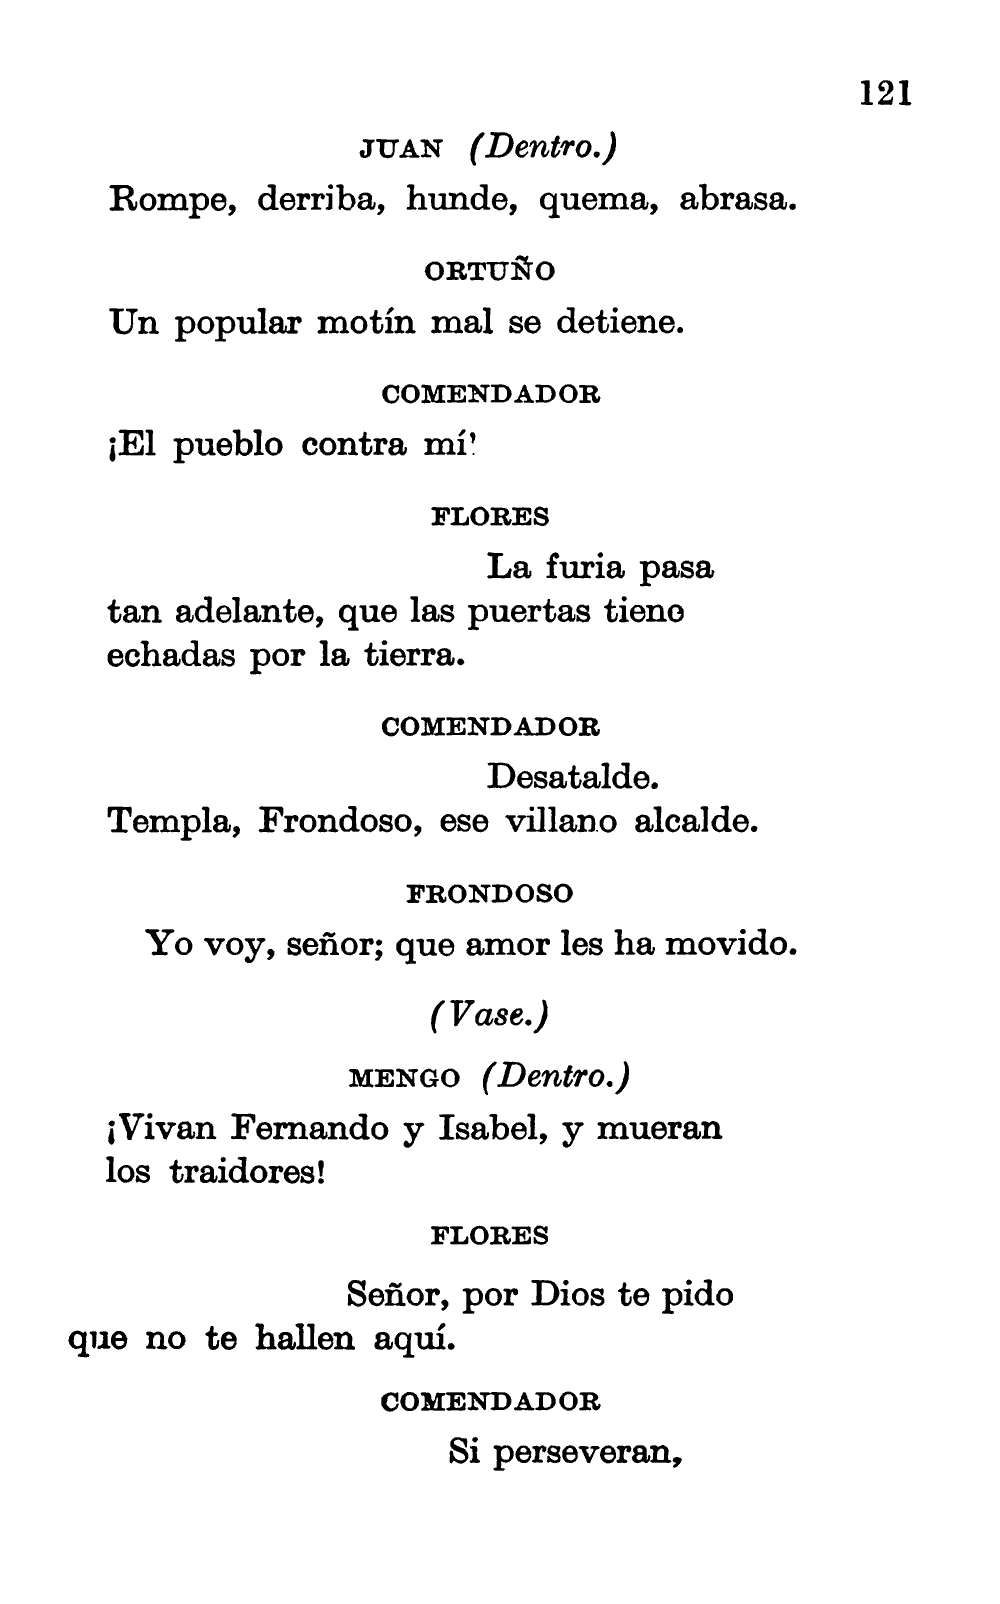 121
JUAN (Dentro.)
Rompe, derriba, hunde, quema, abrasa.
ORTUÑO
Un popular motín mal se detiene.
COMENDADOR
¡El pueblo contra mí!
FLORES
La furia pasa
tan adelante, que las puertas tiene
echadas por la tierra.
COMENDADOR
Desatalde.
Templa, Frondoso, ese villano alcalde.
FRONDOSO
Yo voy, señor; que amor les ha movido.
(Vase.)
MENGO (Dentro.)
¡Vivan Fernando y Isabel, y mueran
los traidores!
FLORES
Señor, por Dios te pido
que no te hallen aquí.
COMENDADOR
Si perseveran,